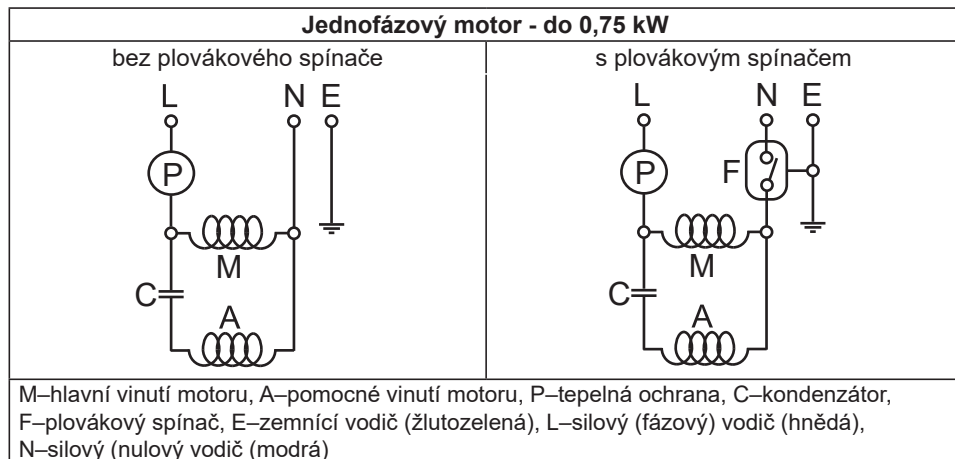 Jednofázový motor - do 0,75 kW
bez plovákového spínače
L N E
P
M
C
A
s plovákovým spínačem
L N E
P F
M
C
A
M–hlavní vinutí motoru, A–pomocné vinutí motoru, P–tepelná ochrana, C–kondenzátor,
F–plovákový spínač, E–zemnící vodič (žlutozelená), L–silový (fázový) vodič (hnědá),
N–silový (nulový vodič (modrá)